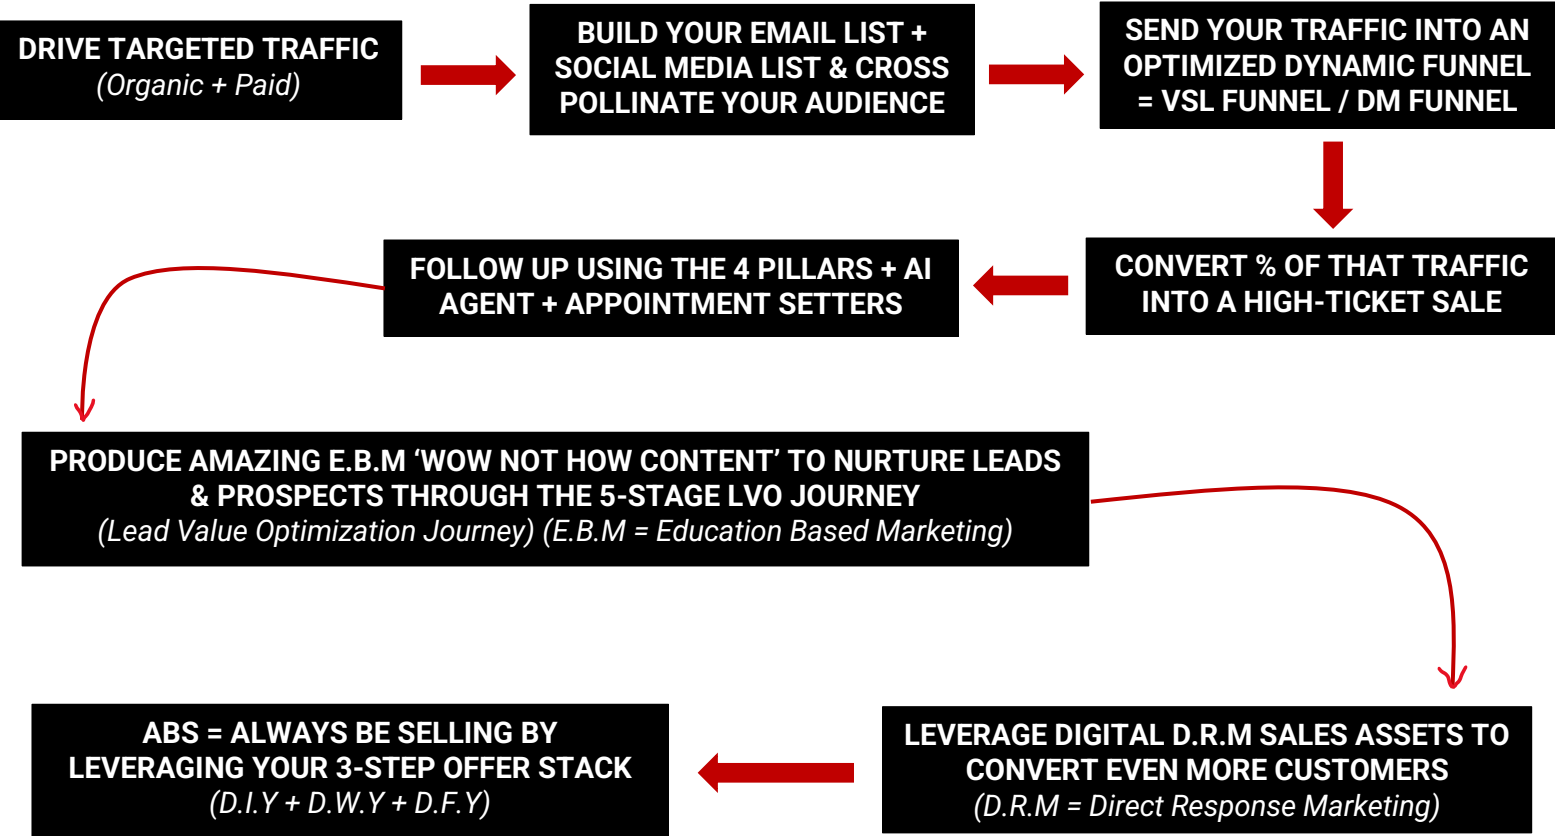 DRIVE TARGETED TRAFFIC
(Organic + Paid)
BUILD YOUR EMAIL LIST +
SOCIAL MEDIA LIST & CROSS
POLLINATE YOUR AUDIENCE
SEND YOUR TRAFFIC INTO AN
OPTIMIZED DYNAMIC FUNNEL
= VSL FUNNEL / DM FUNNEL
CONVERT % OF THAT TRAFFIC
INTO A HIGH-TICKET SALE
FOLLOW UP USING THE 4 PILLARS + AI
AGENT + APPOINTMENT SETTERS
PRODUCE AMAZING E.B.M ‘WOW NOT HOW CONTENT’ TO NURTURE LEADS
& PROSPECTS THROUGH THE 5-STAGE LVO JOURNEY
(Lead Value Optimization Journey) (E.B.M = Education Based Marketing)
LEVERAGE DIGITAL D.R.M SALES ASSETS TO
CONVERT EVEN MORE CUSTOMERS
(D.R.M = Direct Response Marketing)
ABS = ALWAYS BE SELLING BY
LEVERAGING YOUR 3-STEP OFFER STACK
(D.I.Y + D.W.Y + D.F.Y)